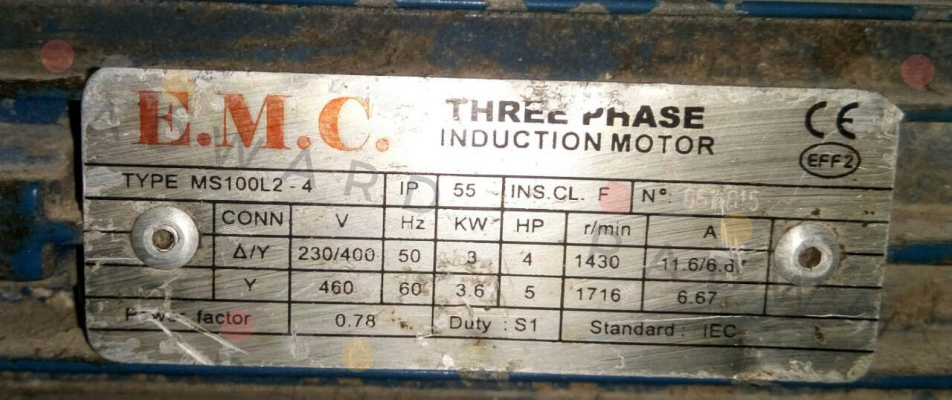 E.M.C.
THREE PHASE
INDUCTION MOTOR
CE
EFF2
TYPE MS100L2-4 IP 55 INS.CL. F Nº
CONN V Hz KW HP r/min A
Δ/Y 230/400 50 3 4 1430
Y 460 60 3.6 5 1716 6.67
Power factor 0.78 Duty : S1 Standard : IEC